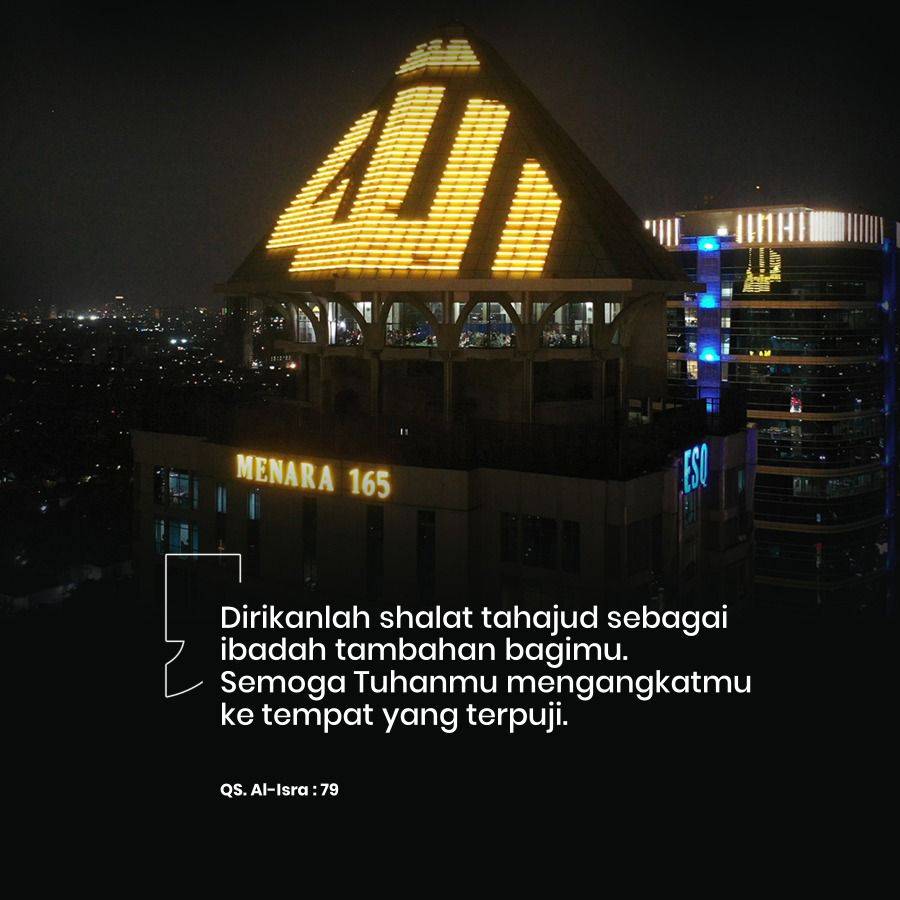 الله
MENARA 165
ESQ
Dirikanlah shalat tahajud sebagai
ibadah tambahan bagimu.
Semoga Tuhanmu mengangkatmu
ke tempat yang terpuji.
QS. Al-Isra : 79